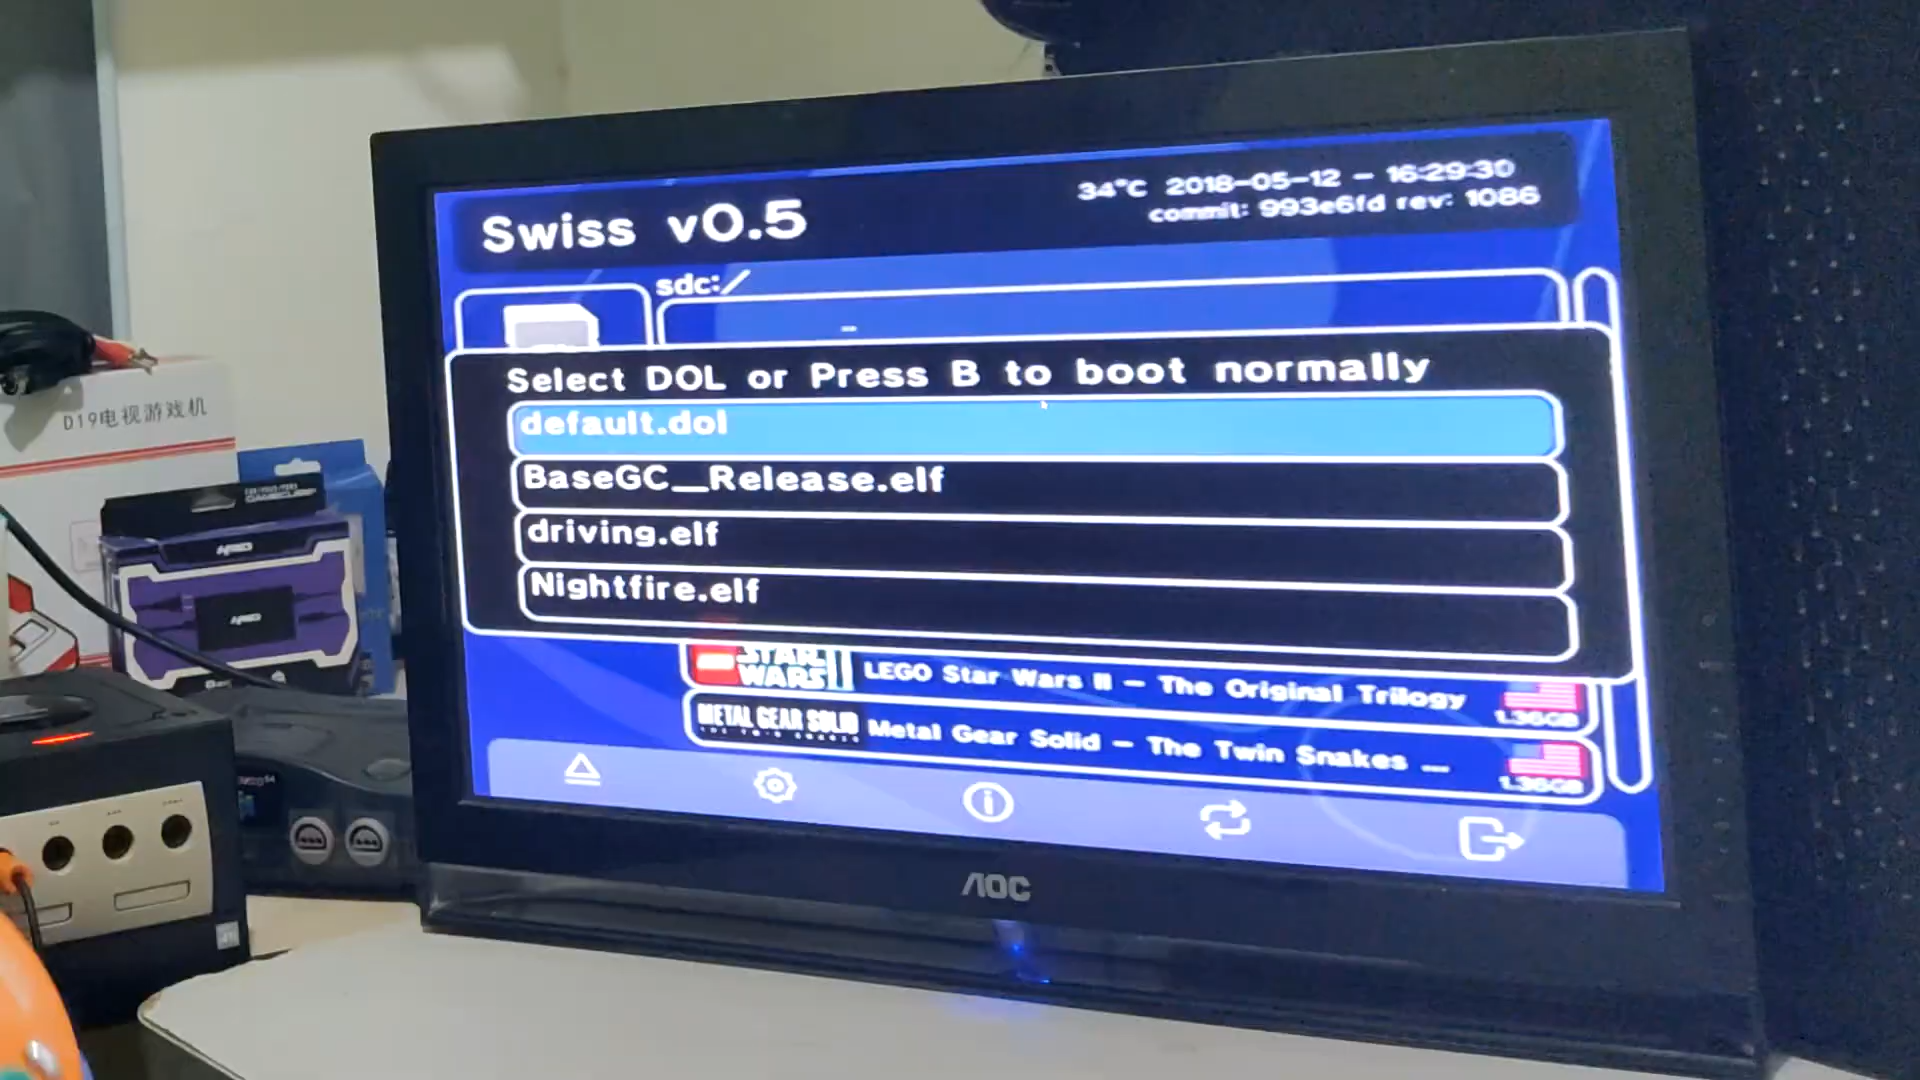 Swiss v0.5
34°C 2018-05-12 - 16:29:30
commit: 993e6fd rev: 1086
sdc:/
Select DOL or Press B to boot normally
default.dol
BaseGC__Release.elf
driving.elf
Nightfire.elf
STAR WARS II
LEGO Star Wars II - The Original Trilogy
1.36GB
METAL GEAR SOLID
Metal Gear Solid - The Twin Snakes ...
1.36GB
AOC
D19电视游戏机
GAMECUBE